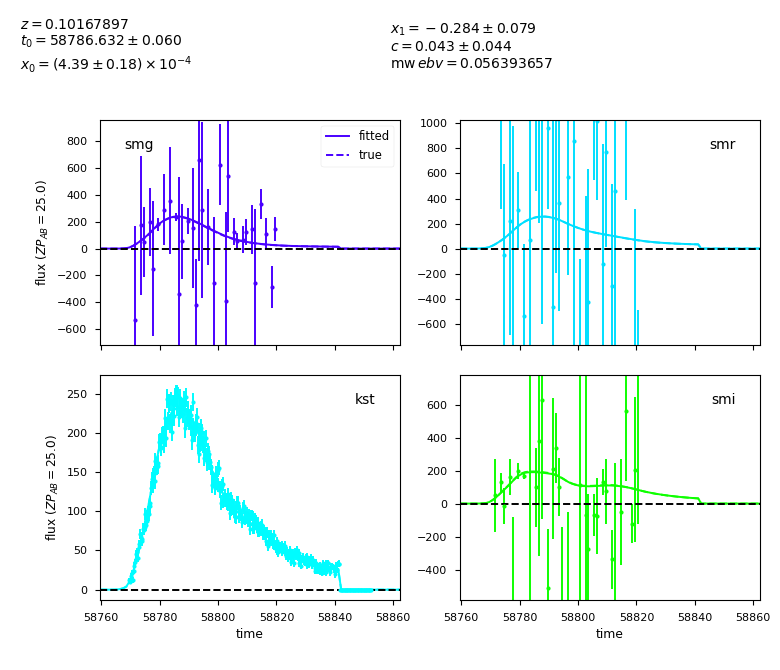 z = 0.10167897
t₀ = 58786.632 ± 0.060
x₀ = (4.39 ± 0.18) × 10⁻⁴
x₁ = −0.284 ± 0.079
c = 0.043 ± 0.044
mw ebv = 0.056393657
smg
fitted
true
800
600
400
200
0
−200
−400
−600
flux (ZP_AB = 25.0)
smr
1000
800
600
400
200
0
−200
−400
−600
kst
250
200
150
100
50
0
flux (ZP_AB = 25.0)
58760 58780 58800 58820 58840 58860
time
smi
600
400
200
0
−200
−400
58760 58780 58800 58820 58840 58860
time